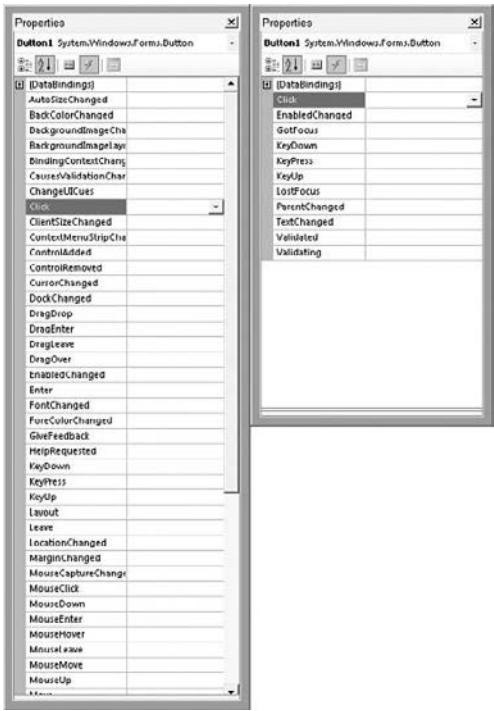 Properties
Button1 System.Windows.Forms.Button
(DataBindings)
AutoSizeChanged
BackColorChanged
BackgroundImageCha
BackgroundImageLayo
BindingContextChang
CausesValidationChan
ChangeUICues
Click
ClientSizeChanged
ContextMenuStripCha
ControlAdded
ControlRemoved
CursorChanged
DockChanged
DragDrop
DragEnter
DragLeave
DragOver
EnabledChanged
Enter
FontChanged
ForeColorChanged
GiveFeedback
HelpRequested
KeyDown
KeyPress
KeyUp
Layout
Leave
LocationChanged
MarginChanged
MouseCaptureChange
MouseClick
MouseDown
MouseEnter
MouseHover
MouseLeave
MouseMove
MouseUp
Properties
Button1 System.Windows.Forms.Button
(DataBindings)
Click
EnabledChanged
GotFocus
KeyDown
KeyPress
KeyUp
LostFocus
ParentChanged
TextChanged
Validated
Validating